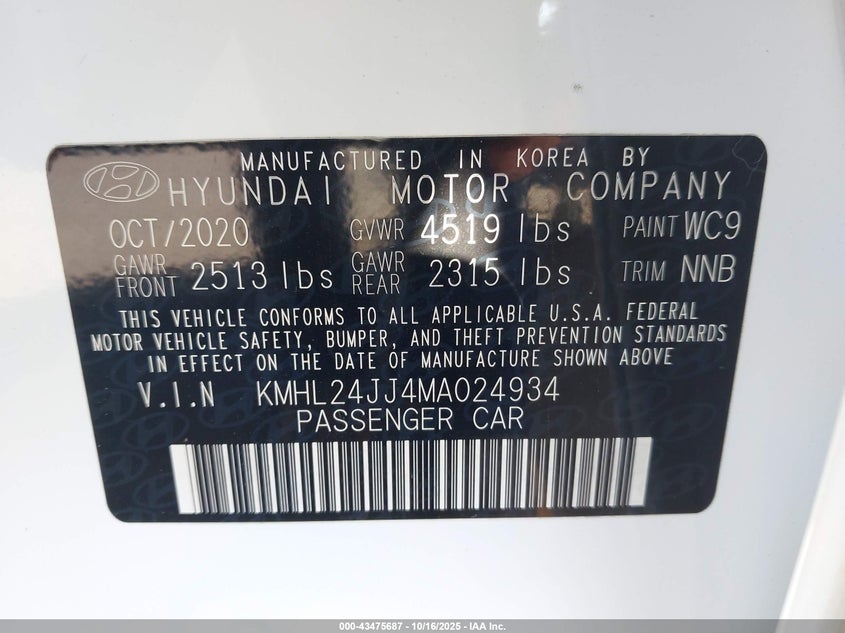 MANUFACTURED IN KOREA BY
HYUNDAI MOTOR COMPANY
OCT/2020 GVWR 4519 lbs PAINT WC9
GAWR FRONT 2513 lbs GAWR REAR 2315 lbs TRIM NNB
THIS VEHICLE CONFORMS TO ALL APPLICABLE U.S.A. FEDERAL
MOTOR VEHICLE SAFETY, BUMPER, AND THEFT PREVENTION STANDARDS
IN EFFECT ON THE DATE OF MANUFACTURE SHOWN ABOVE
V.I.N KMHL24JJ4MA024934
PASSENGER CAR
000-43475687 - 10/16/2025 - IAA Inc.